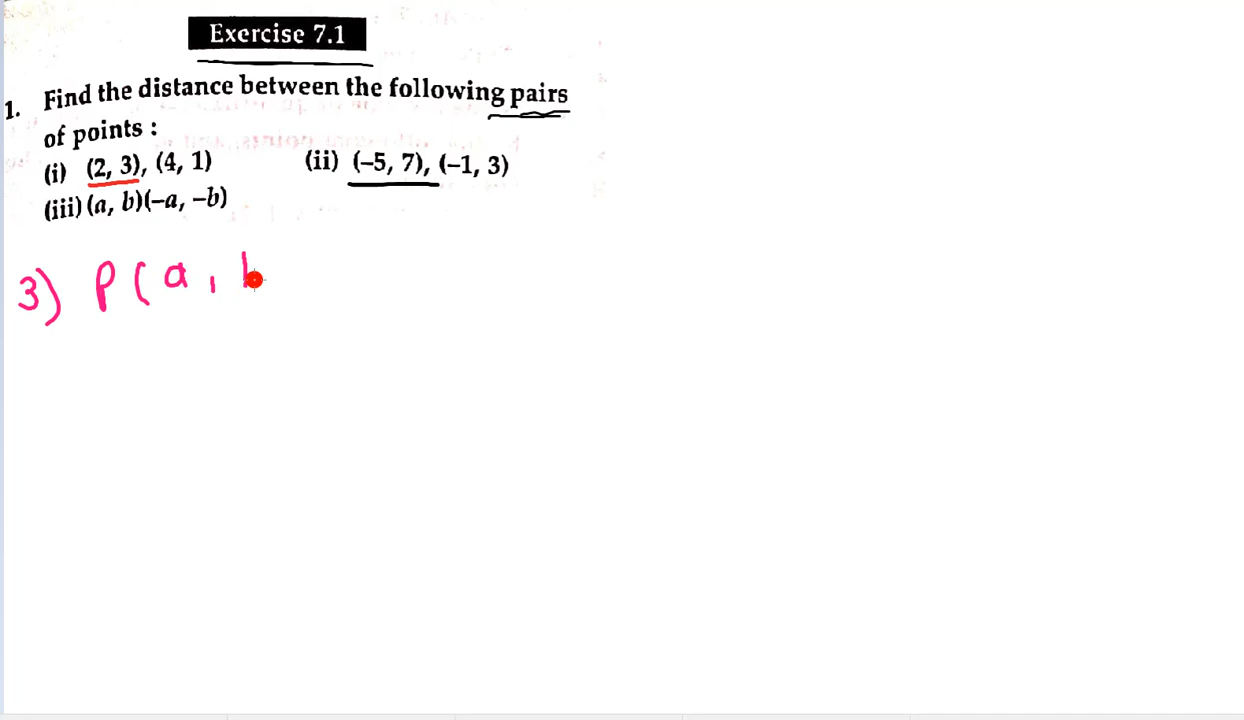 Exercise 7.1
1. Find the distance between the following pairs
of points :
(i) (2, 3), (4, 1) (ii) (–5, 7), (–1, 3)
(iii) (a, b)(–a, –b)
3) P ( a , b